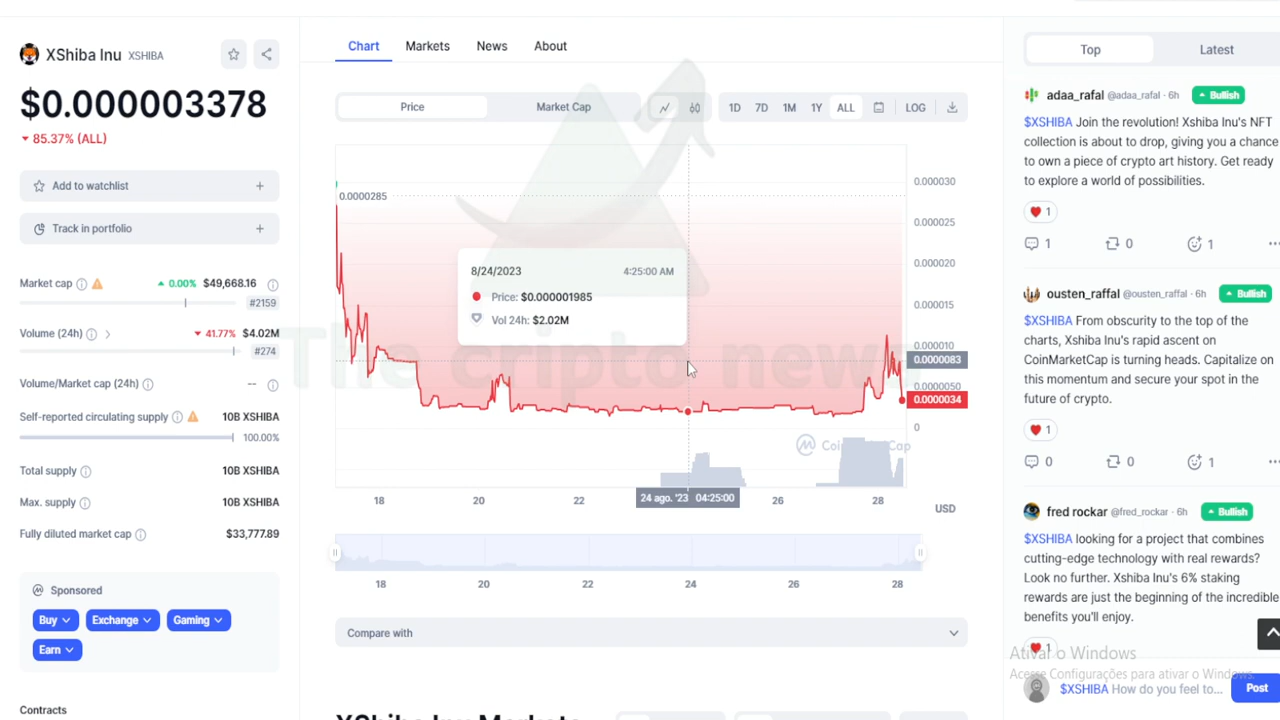 XShiba Inu XSHIBA
$0.000003378
85.37% (ALL)
Add to watchlist +
Track in portfolio +
Market cap 0.00% $49,668.16
#2159
Volume (24h) 41.77% $4.02M
#274
Volume/Market cap (24h) --
Self-reported circulating supply 10B XSHIBA
100.00%
Total supply 10B XSHIBA
Max. supply 10B XSHIBA
Fully diluted market cap $33,777.89
Sponsored
Buy
Exchange
Gaming
Earn
Contracts
Chart Markets News About
Price Market Cap
1D 7D 1M 1Y ALL LOG
0.0000285
0.000030
0.000025
0.000020
0.000015
0.000010
0.0000083
0.0000050
0.0000034
0
8/24/2023 4:25:00 AM
Price: $0.000001985
Vol 24h: $2.02M
The cripto news
18 20 22 24 ago. '23 04:25:00 26 28
USD
18 20 22 24 26 28
Compare with
XShiba Inu Markets
Top Latest
adaa_rafal @adaa_rafal · 6h Bullish
$XSHIBA Join the revolution! Xshiba Inu's NFT
collection is about to drop, giving you a chance
to own a piece of crypto art history. Get ready
to explore a world of possibilities.
1
1 0 1
ousten_raffal @ousten_raffal · 6h Bullish
$XSHIBA From obscurity to the top of the
charts, Xshiba Inu's rapid ascent on
CoinMarketCap is turning heads. Capitalize on
this momentum and secure your spot in the
future of crypto.
1
0 0 1
fred rockar @fred_rockar · 6h Bullish
$XSHIBA looking for a project that combines
cutting-edge technology with real rewards?
Look no further. Xshiba Inu's 6% staking
rewards are just the beginning of the incredible
benefits you'll enjoy.
1
Ativar o Windows
Acesse Configurações para ativar o Windows.
$XSHIBA How do you feel to... Post